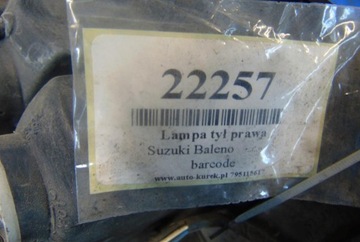 22257
Lampa tył prawa
Suzuki Baleno
barcode
www.auto-kurek.pl